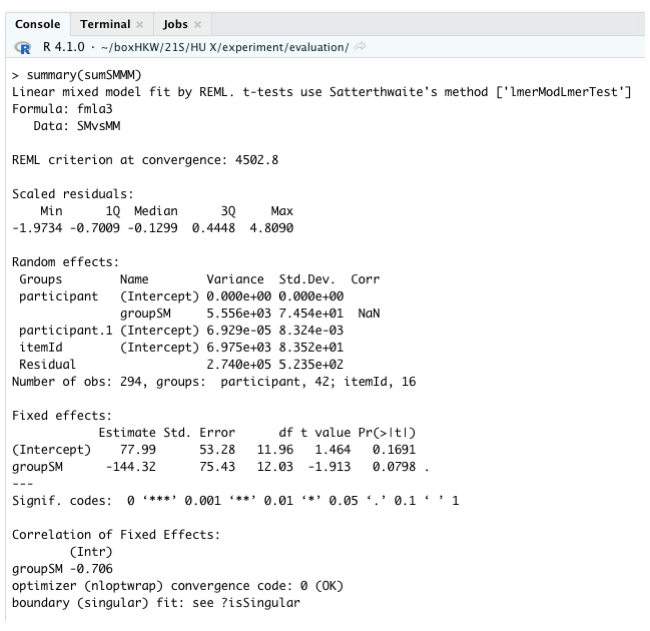 Console Terminal × Jobs ×
R 4.1.0 · ~/boxHKW/21S/HU X/experiment/evaluation/
> summary(sumSMMM)
Linear mixed model fit by REML. t-tests use Satterthwaite's method ['lmerModLmerTest']
Formula: fmla3
   Data: SMvsMM

REML criterion at convergence: 4502.8

Scaled residuals:
    Min      1Q  Median      3Q     Max
-1.9734 -0.7009 -0.1299  0.4448  4.8090

Random effects:
 Groups        Name        Variance  Std.Dev.  Corr
 participant   (Intercept) 0.000e+00 0.000e+00
               groupSM     5.556e+03 7.454e+01  NaN
 participant.1 (Intercept) 6.929e-05 8.324e-03
 itemId        (Intercept) 6.975e+03 8.352e+01
 Residual                  2.740e+05 5.235e+02
Number of obs: 294, groups:  participant, 42; itemId, 16

Fixed effects:
            Estimate Std. Error      df t value Pr(>|t|)
(Intercept)    77.99      53.28   11.96   1.464   0.1691
groupSM      -144.32      75.43   12.03  -1.913   0.0798 .
---
Signif. codes:  0 ‘***’ 0.001 ‘**’ 0.01 ‘*’ 0.05 ‘.’ 0.1 ‘ ’ 1

Correlation of Fixed Effects:
        (Intr)
groupSM -0.706
optimizer (nloptwrap) convergence code: 0 (OK)
boundary (singular) fit: see ?isSingular